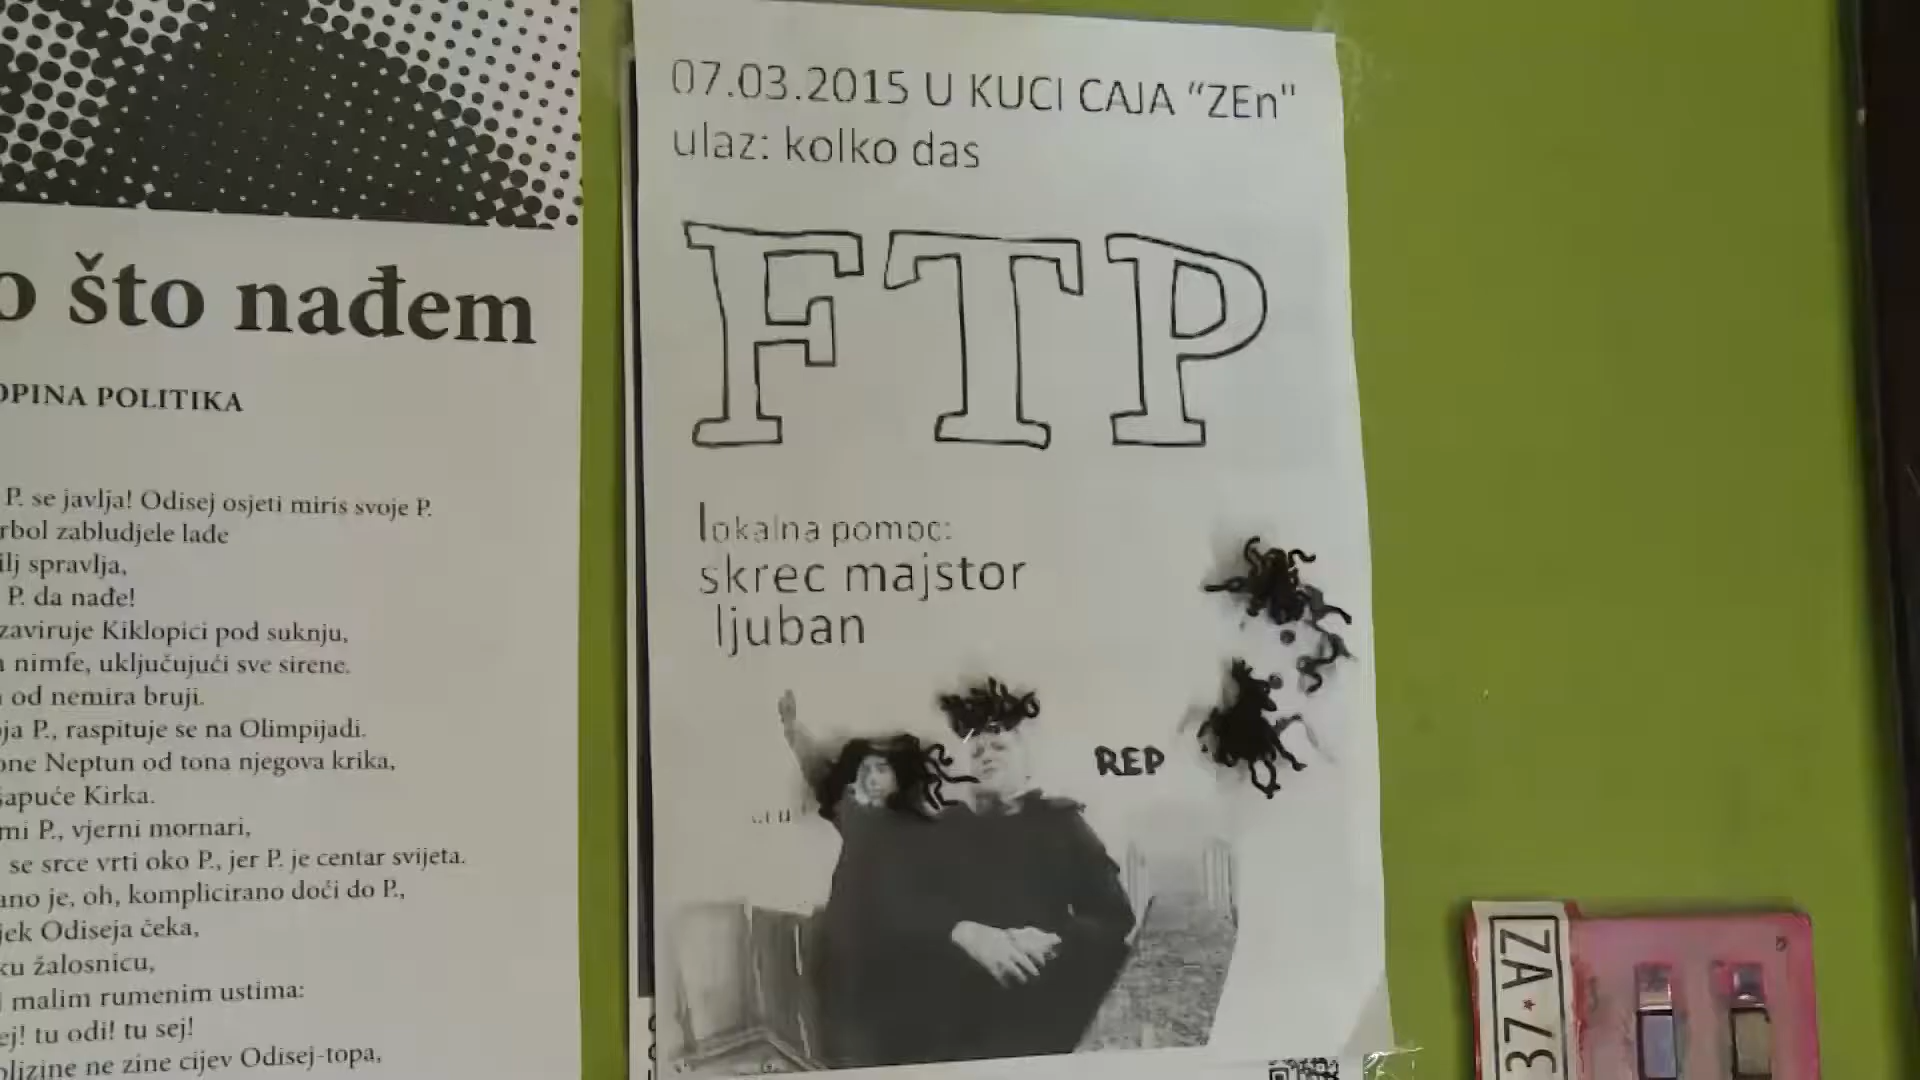 o što nađem
OPINA POLITIKA
P. se javlja! Odisej osjeti miris svoje P.
rbol zabludjele lađe
ilj spravlja,
P. da nađe!
zaviruje Kiklopici pod suknju,
nimfe, uključujući sve sirene.
od nemira bruji.
ja P., raspituje se na Olimpijadi.
one Neptun od tona njegova krika,
šapuće Kirka.
mi P., vjerni mornari,
se srce vrti oko P., jer P. je centar svijeta.
ano je, oh, komplicirano doći do P.,
jek Odiseja čeka,
ku žalosnicu,
malim rumenim ustima:
ej! tu odi! tu sej!
olizine ne zine cijev Odisej-topa,
07.03.2015 U KUCI CAJA “ZEn"
ulaz: kolko das
FTP
lokalna pomoc:
skrec majstor
ljuban
REP
ZA